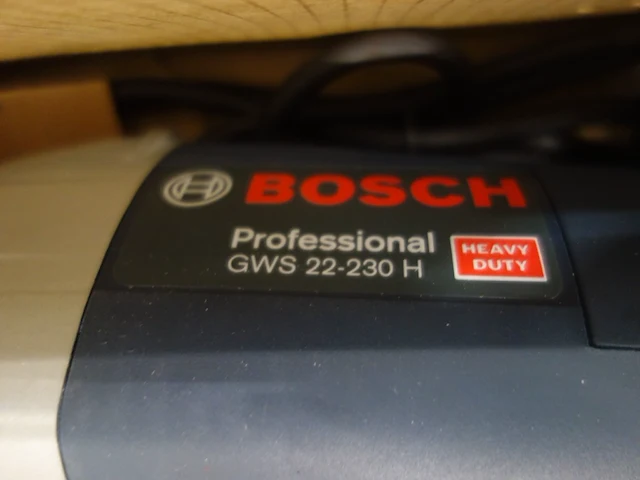 BOSCH
Professional
GWS 22-230 H
HEAVY
DUTY